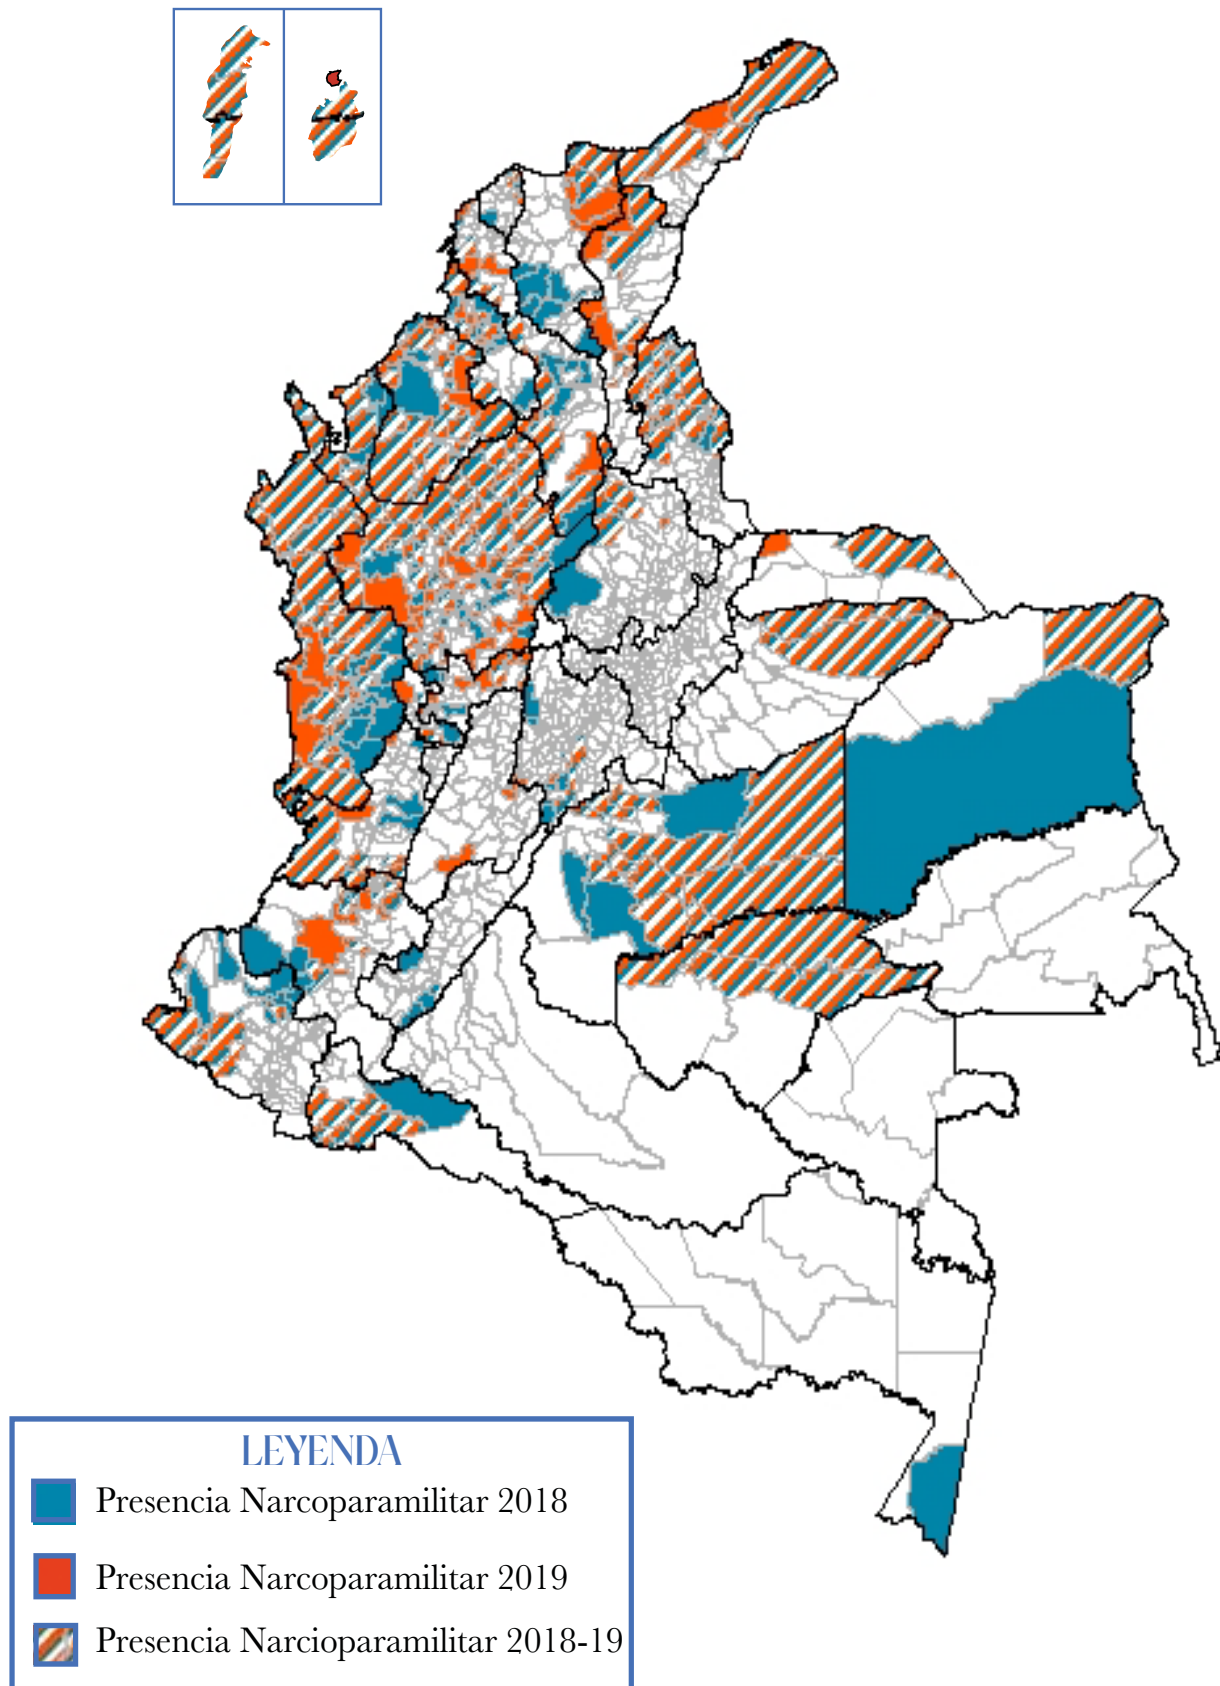 LEYENDA
Presencia Narcoparamilitar 2018
Presencia Narcoparamilitar 2019
Presencia Narcioparamilitar 2018-19